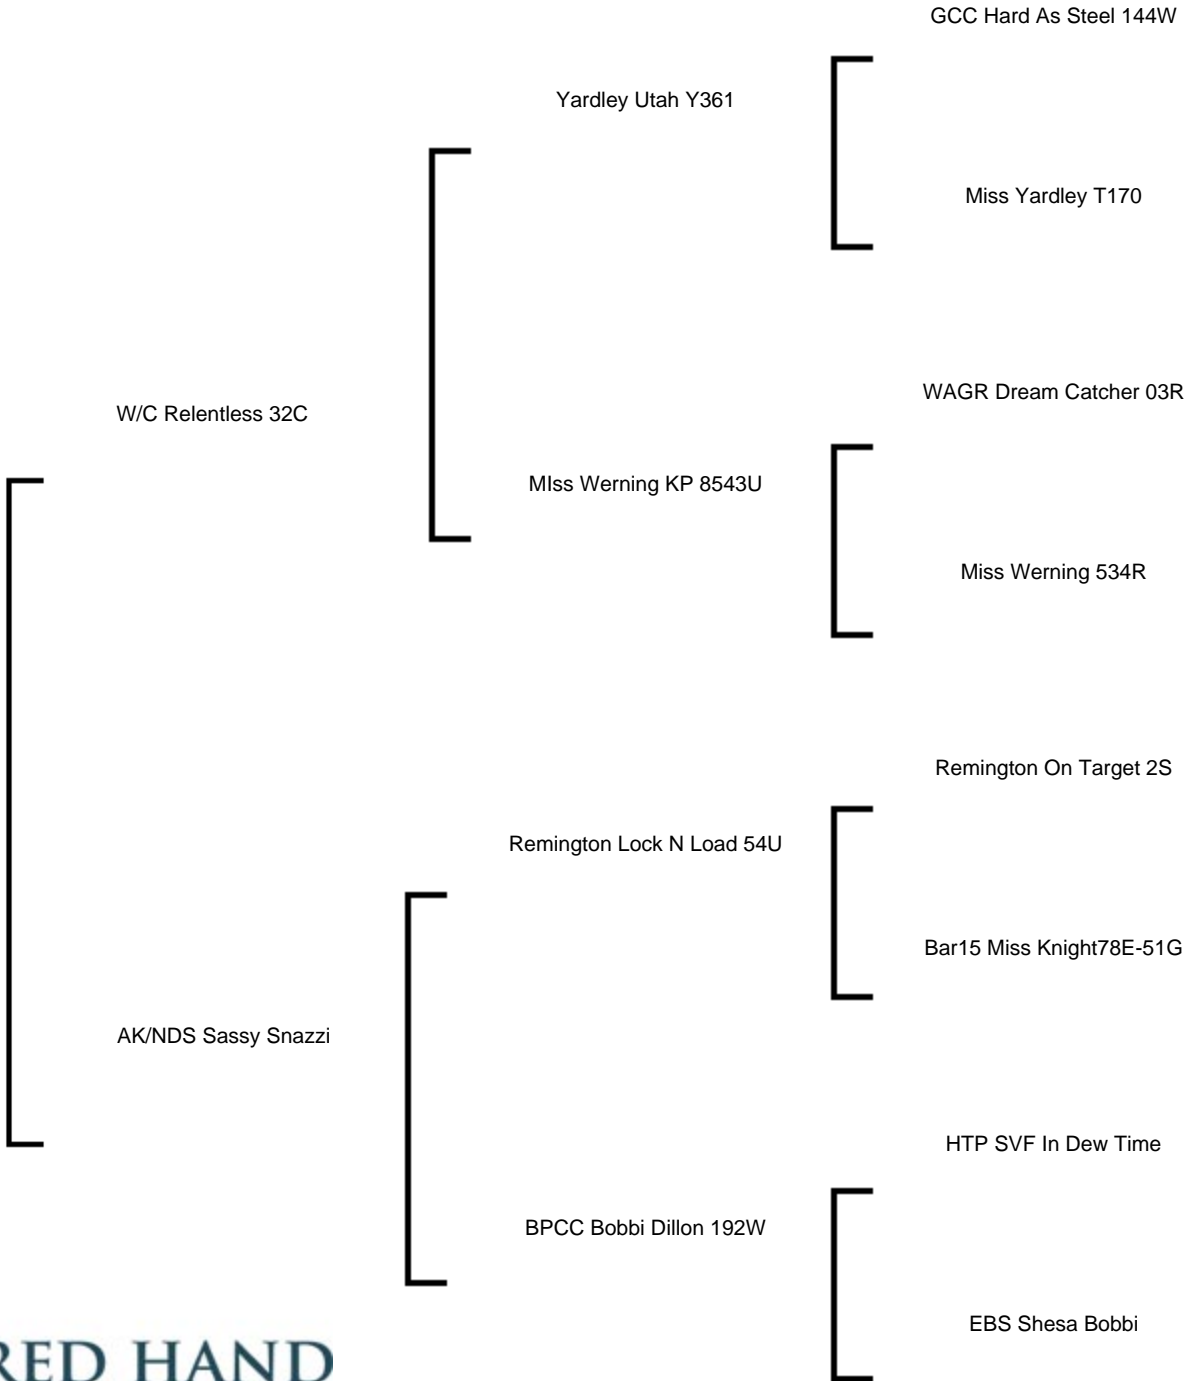 GCC Hard As Steel 144W
Yardley Utah Y361
Miss Yardley T170
WAGR Dream Catcher 03R
W/C Relentless 32C
MIss Werning KP 8543U
Miss Werning 534R
Remington On Target 2S
Remington Lock N Load 54U
Bar15 Miss Knight78E-51G
AK/NDS Sassy Snazzi
HTP SVF In Dew Time
BPCC Bobbi Dillon 192W
EBS Shesa Bobbi
RED HAND